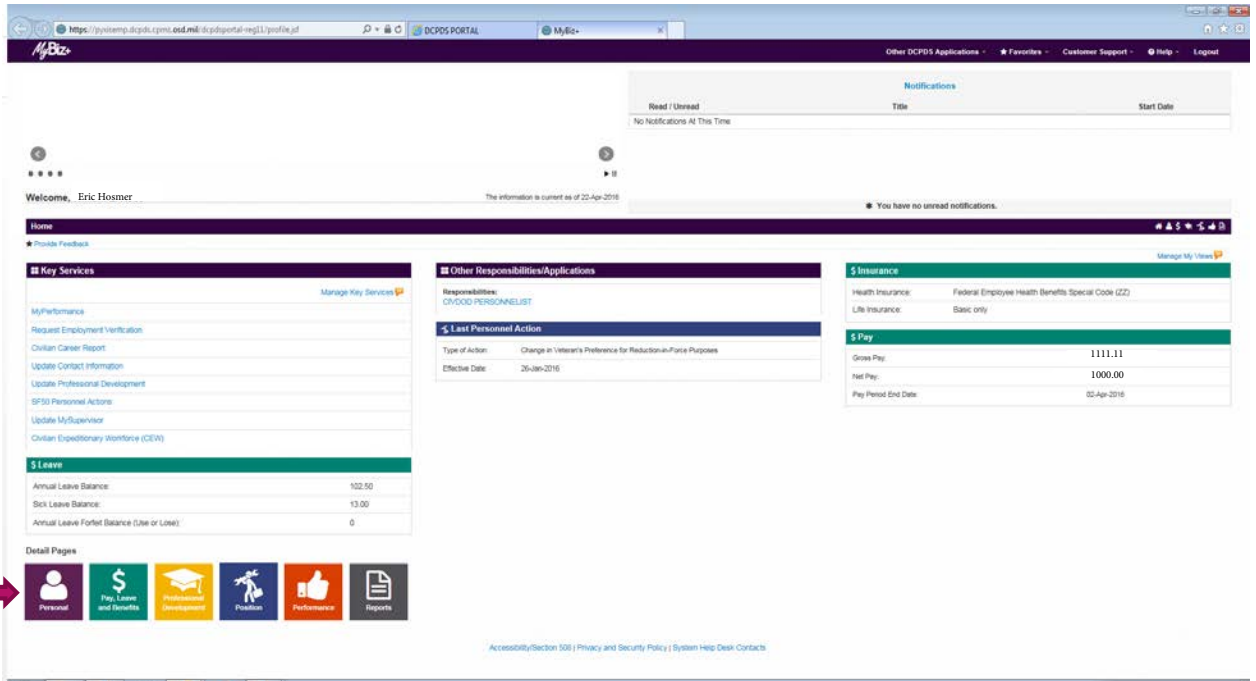 https://pyvitemp.dcpds.cpms.osd.mil/dcpdsportal-reg11/profile.jsf
DCPDS PORTAL
MyBiz+
MyBiz+
Other DCPDS Applications
Favorites
Customer Support
Help
Logout
Notifications
Read / Unread Title Start Date
No Notifications At This Time
Welcome, Eric Hosmer
The information is current as of 22-Apr-2016
You have no unread notifications.
Home
Provide Feedback
Manage My Views
Key Services
Manage Key Services
MyPerformance
Request Employment Verification
Civilian Career Report
Update Contact Information
Update Professional Development
SF50 Personnel Actions
Update MySupervisor
Civilian Expeditionary Workforce (CEW)
$ Leave
Annual Leave Balance: 102.50
Sick Leave Balance: 13.00
Annual Leave Forfeit Balance (Use or Lose): 0
Other Responsibilities/Applications
Responsibilities:
CIVDOD PERSONNELIST
Last Personnel Action
Type of Action: Change in Veteran's Preference for Reduction-in-Force Purposes
Effective Date: 26-Jan-2016
$ Insurance
Health Insurance: Federal Employee Health Benefits Special Code (ZZ)
Life Insurance: Basic only
$ Pay
Gross Pay: 1111.11
Net Pay: 1000.00
Pay Period End Date: 02-Apr-2016
Detail Pages
Personal
Pay, Leave
and Benefits
Professional
Development
Position
Performance
Reports
Accessibility/Section 508 | Privacy and Security Policy | System Help Desk Contacts